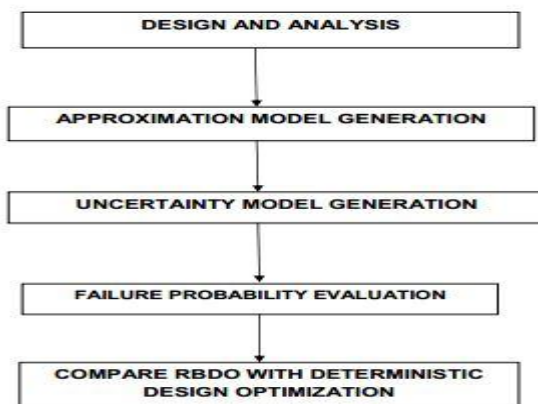 DESIGN AND ANALYSIS
APPROXIMATION MODEL GENERATION
UNCERTAINTY MODEL GENERATION
FAILURE PROBABILITY EVALUATION
COMPARE RBDO WITH DETERMINISTIC
DESIGN OPTIMIZATION